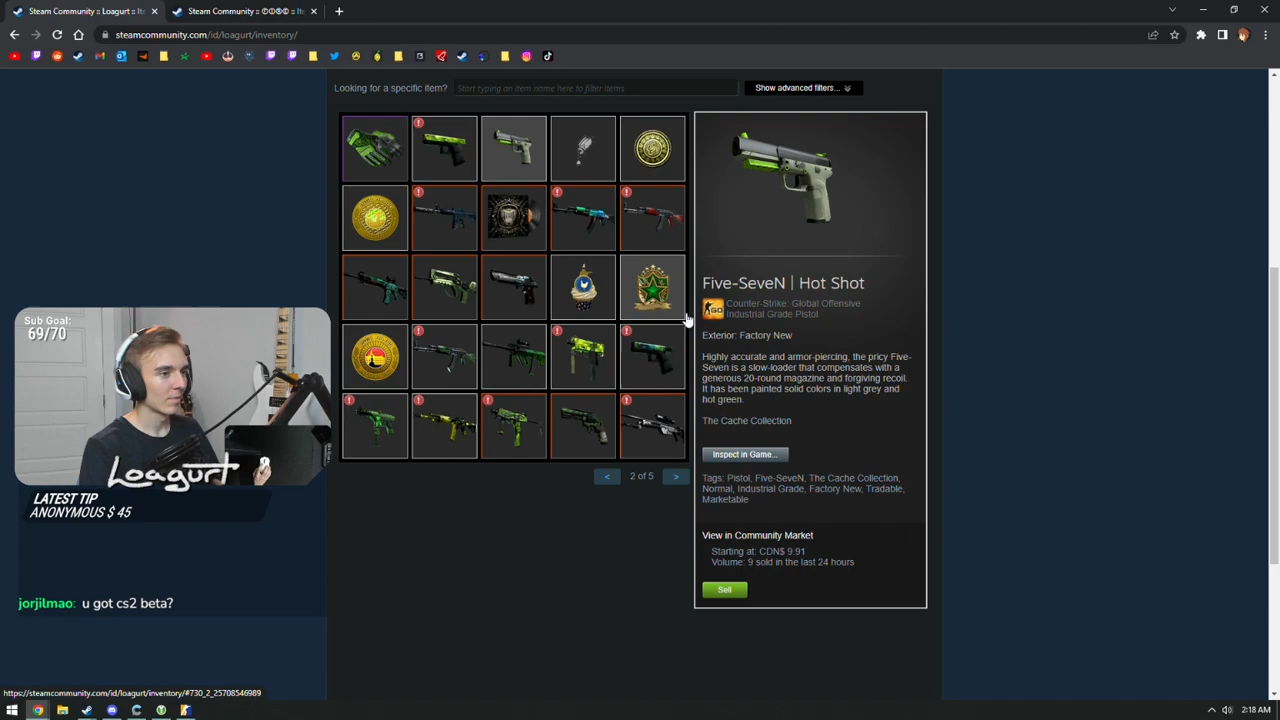 Steam Community :: Loagurt :: Ite
Steam Community :: ⓒⓞⓓⓔ :: Ite
steamcommunity.com/id/loagurt/inventory/
Looking for a specific item?
Start typing an item name here to filter items
Show advanced filters...
Five-SeveN | Hot Shot
GO
Counter-Strike: Global Offensive
Industrial Grade Pistol
Exterior: Factory New
Highly accurate and armor-piercing, the pricy Five-
Seven is a slow-loader that compensates with a
generous 20-round magazine and forgiving recoil.
It has been painted solid colors in light grey and
hot green.
The Cache Collection
Inspect in Game...
Tags: Pistol, Five-SeveN, The Cache Collection,
Normal, Industrial Grade, Factory New, Tradable,
Marketable
View in Community Market
Starting at: CDN$ 9.91
Volume: 9 sold in the last 24 hours
Sell
< 2 of 5 >
Sub Goal:
69/70
Loagurt
LATEST TIP
ANONYMOUS $ 45
jorjilmao: u got cs2 beta?
https://steamcommunity.com/id/loagurt/inventory/#730_2_25708546989
2:18 AM